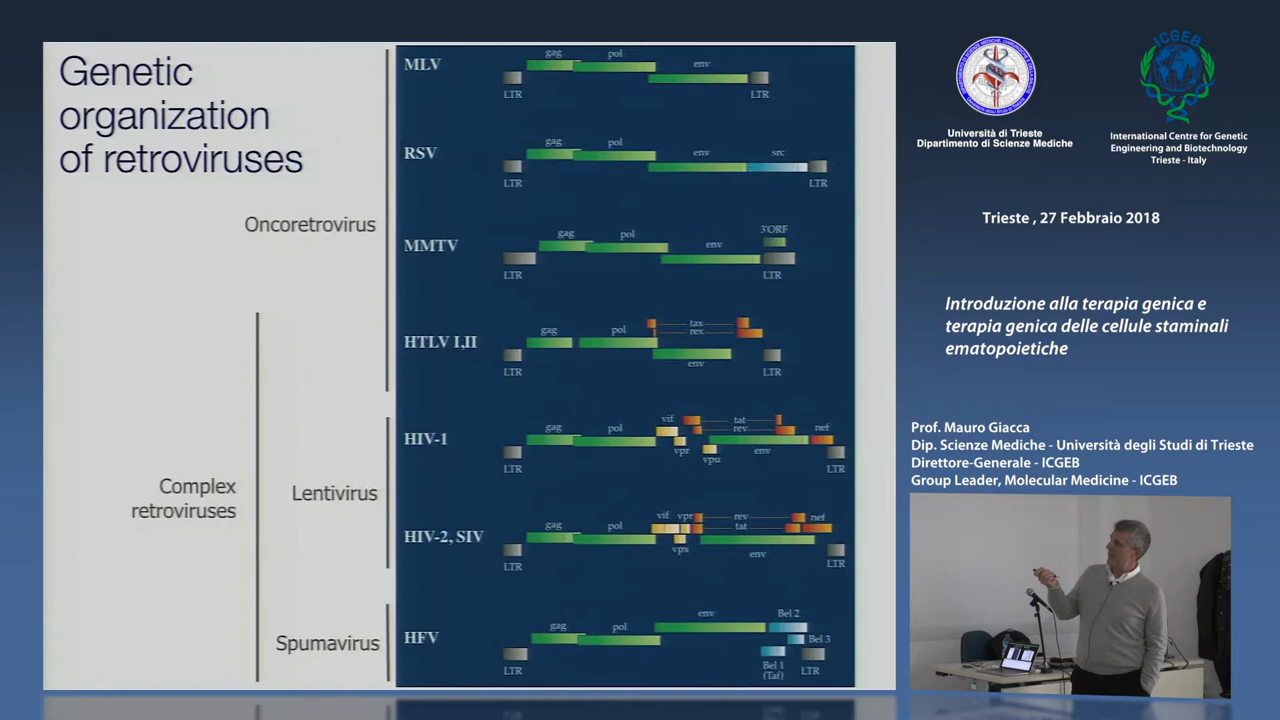 Genetic
organization
of retroviruses
Oncoretrovirus
Complex
retroviruses
Lentivirus
Spumavirus
MLV
gag pol env
LTR LTR
RSV
gag pol env src
LTR LTR
MMTV
gag pol env 3'ORF
LTR LTR
HTLV I,II
gag pol tax
rex
env
LTR LTR
HIV-1
gag pol vif tat
rev nef
vpr vpu env
LTR LTR
HIV-2, SIV
gag pol vif vpr rev nef
tat
vpx env
LTR LTR
HFV
gag pol env Bel 2
Bel 3
LTR Bel 1 LTR
(Taf)
ICGEB
Università di Trieste
Dipartimento di Scienze Mediche
International Centre for Genetic
Engineering and Biotechnology
Trieste - Italy
Trieste , 27 Febbraio 2018
Introduzione alla terapia genica e
terapia genica delle cellule staminali
ematopoietiche
Prof. Mauro Giacca
Dip. Scienze Mediche - Università degli Studi di Trieste
Direttore-Generale - ICGEB
Group Leader, Molecular Medicine - ICGEB